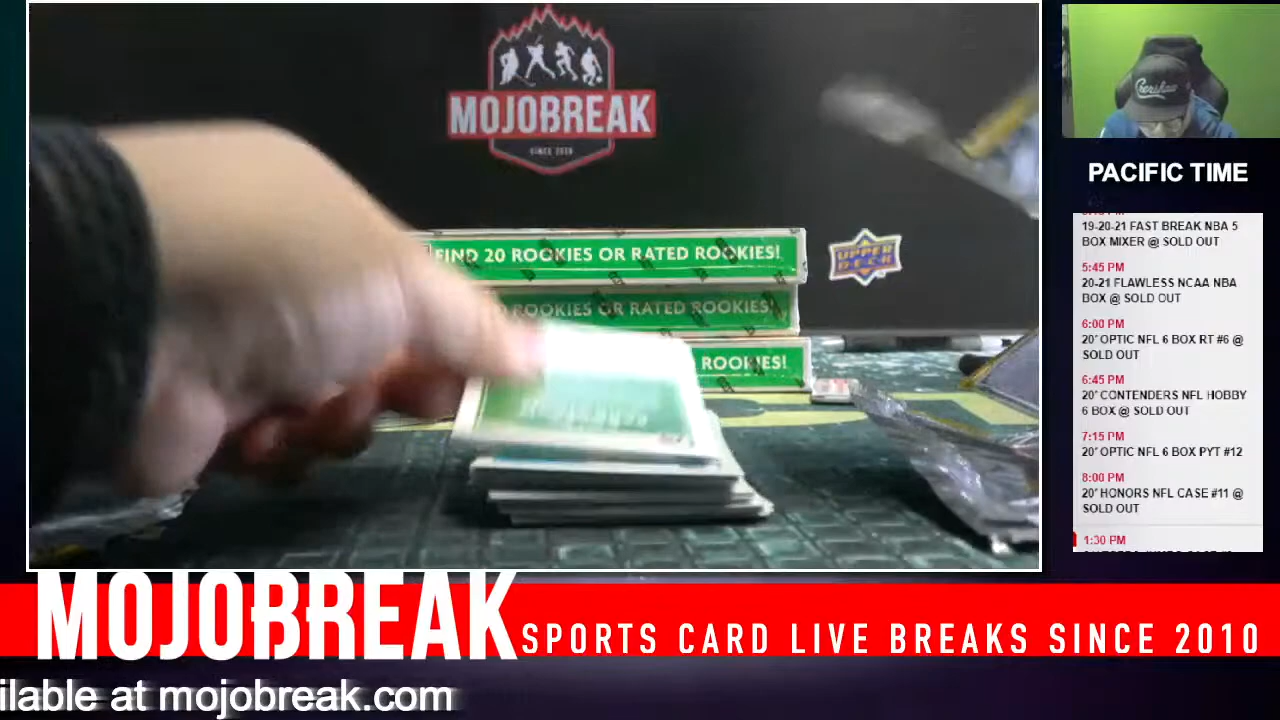 MOJOBREAK
SINCE 2010
FIND 20 ROOKIES OR RATED ROOKIES!
ROOKIES OR RATED ROOKIES!
ROOKIES!
UPPER
DECK
PACIFIC TIME
19-20-21 FAST BREAK NBA 5
BOX MIXER @ SOLD OUT
5:45 PM
20-21 FLAWLESS NCAA NBA
BOX @ SOLD OUT
6:00 PM
20" OPTIC NFL 6 BOX RT #6 @
SOLD OUT
6:45 PM
20" CONTENDERS NFL HOBBY
6 BOX @ SOLD OUT
7:15 PM
20" OPTIC NFL 6 BOX PYT #12
8:00 PM
20" HONORS NFL CASE #11 @
SOLD OUT
1:30 PM
MOJOBREAK
SPORTS CARD LIVE BREAKS SINCE 2010
ilable at mojobreak.com